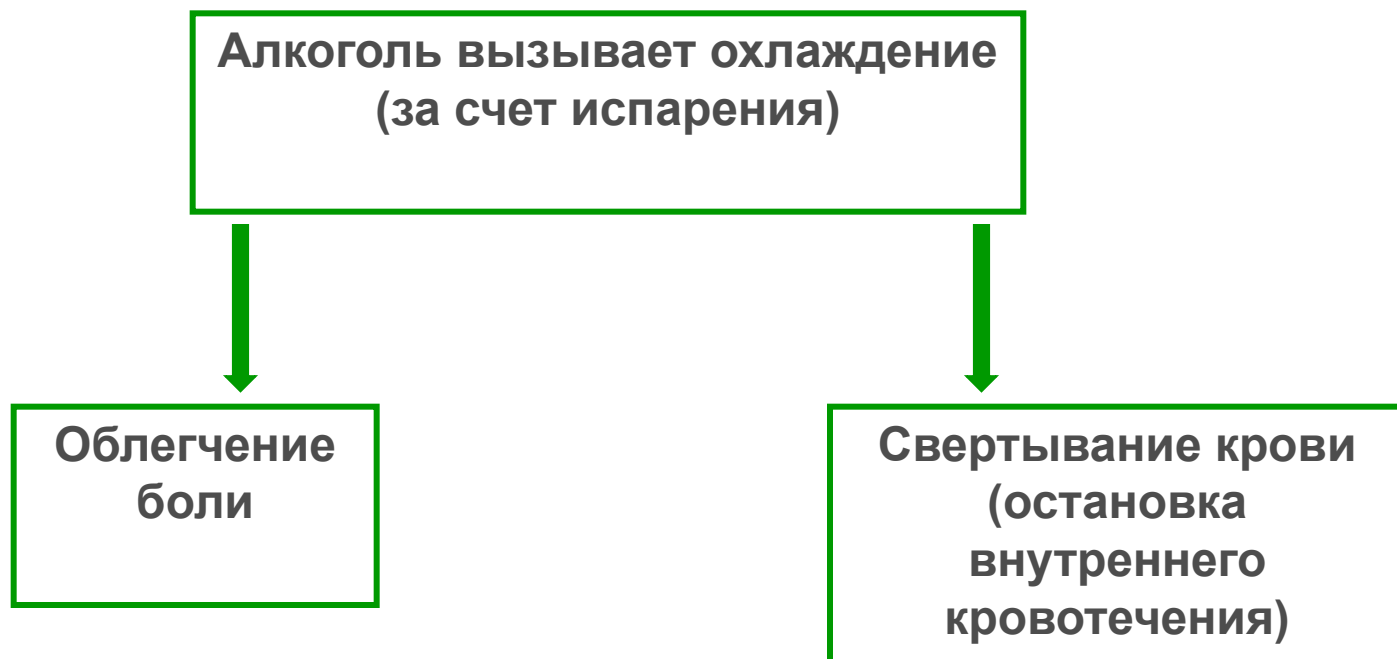 Алкоголь вызывает охлаждение
(за счет испарения)
Облегчение
боли
Свертывание крови
(остановка
внутреннего
кровотечения)